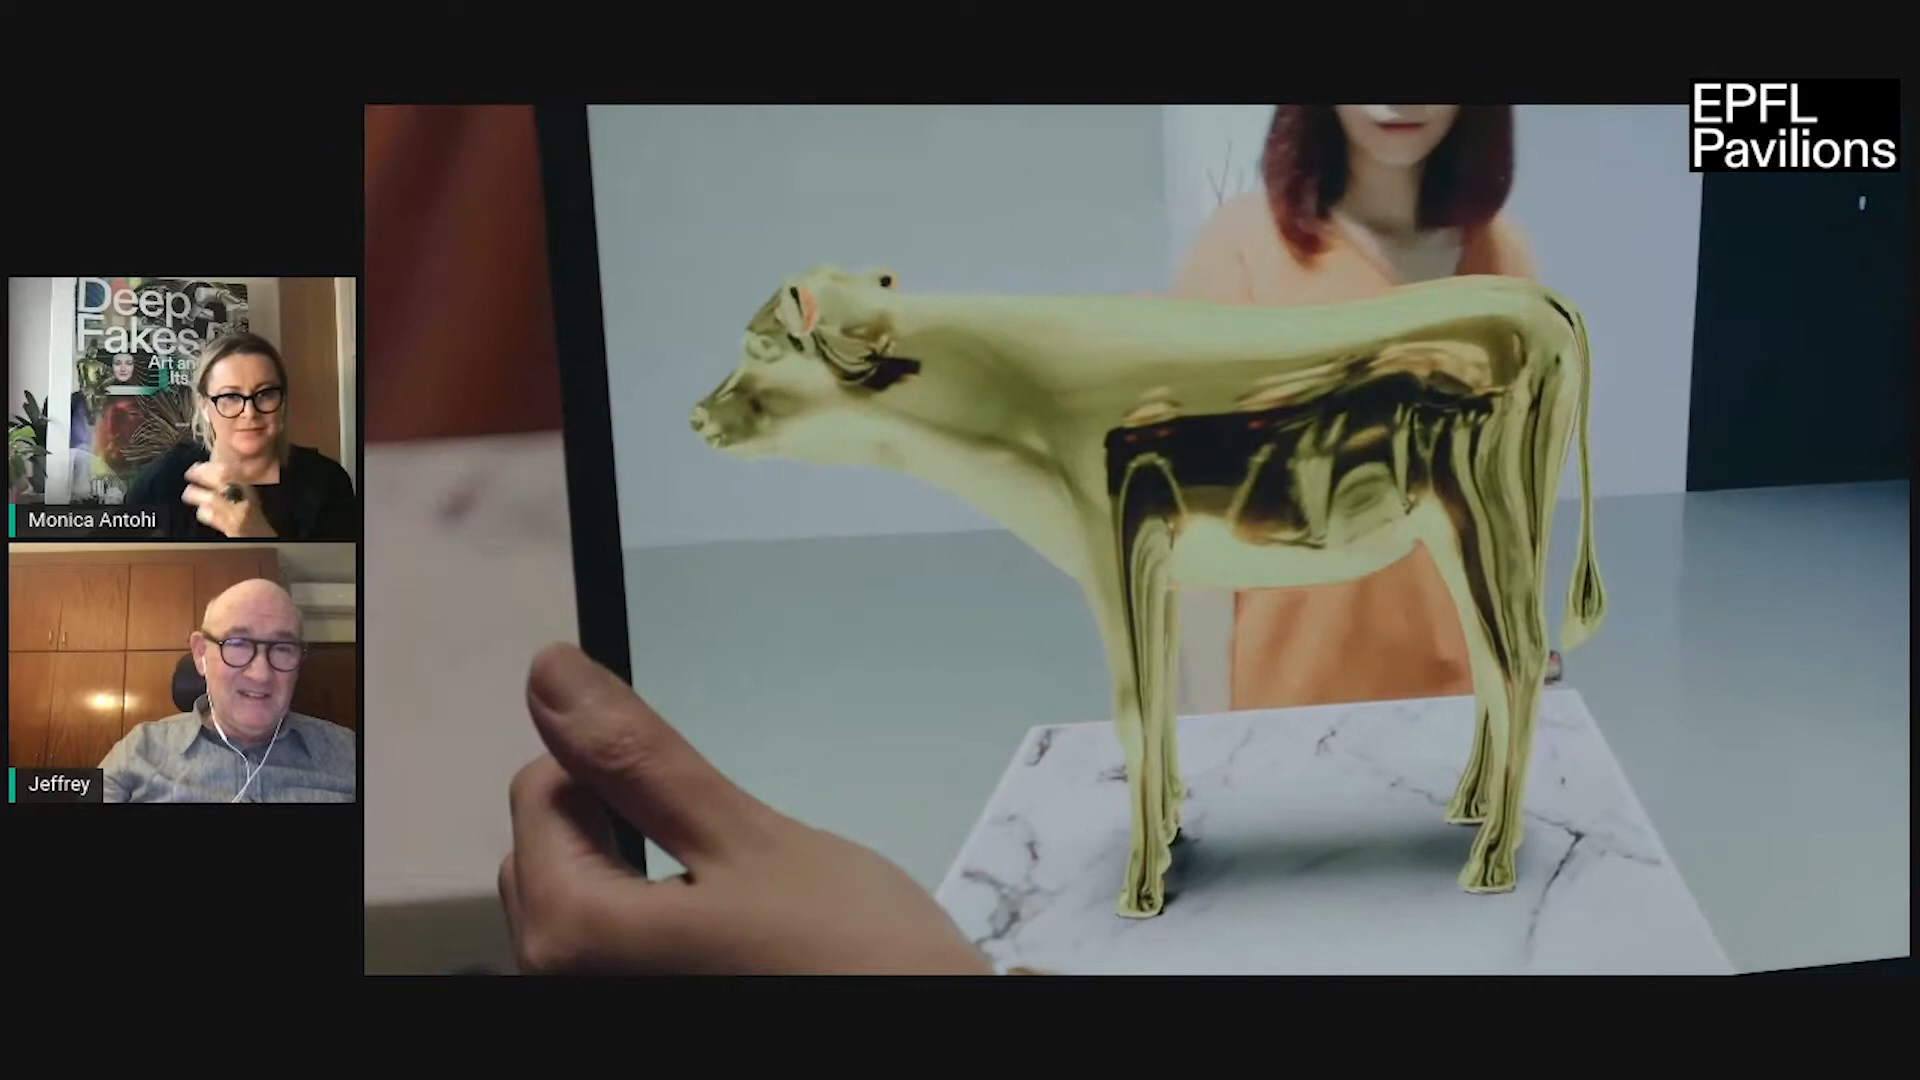 EPFL
Pavilions
Deep
Fakes
Art an
Its
Monica Antohi
Jeffrey